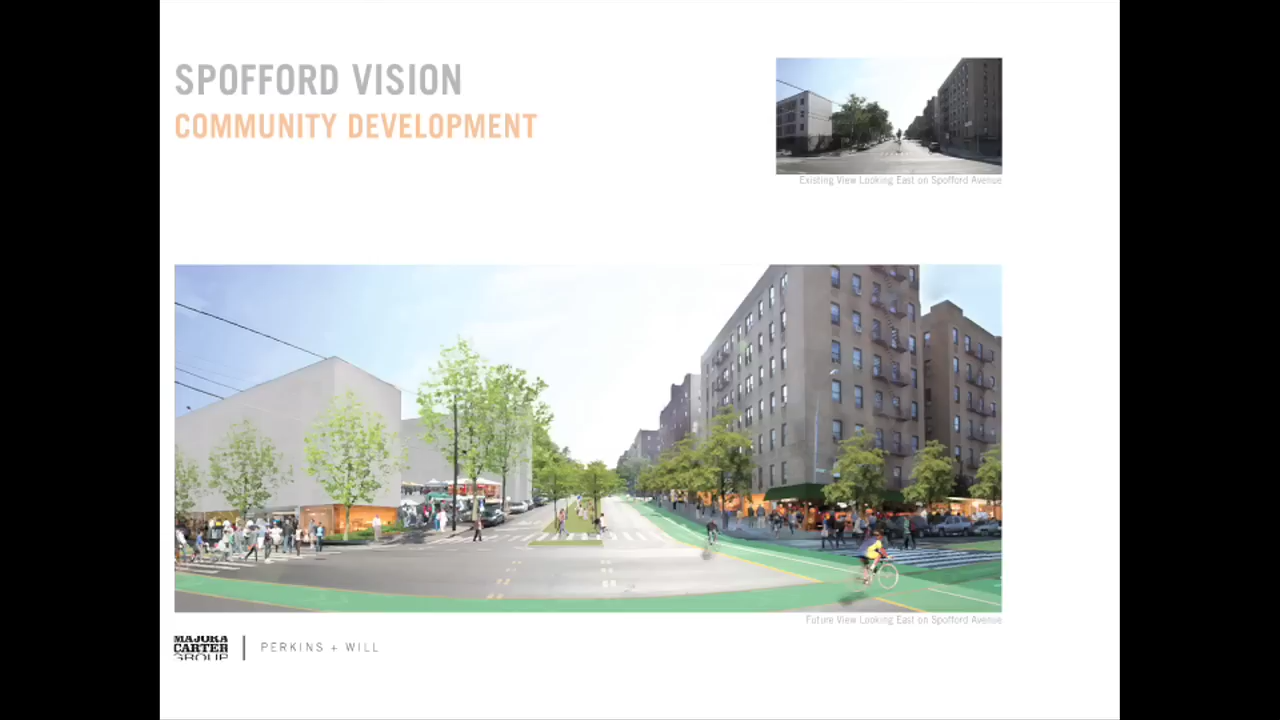 SPOFFORD VISION
COMMUNITY DEVELOPMENT
Existing View Looking East on Spofford Avenue
Future View Looking East on Spofford Avenue
MAJORA
CARTER
GROUP
PERKINS + WILL